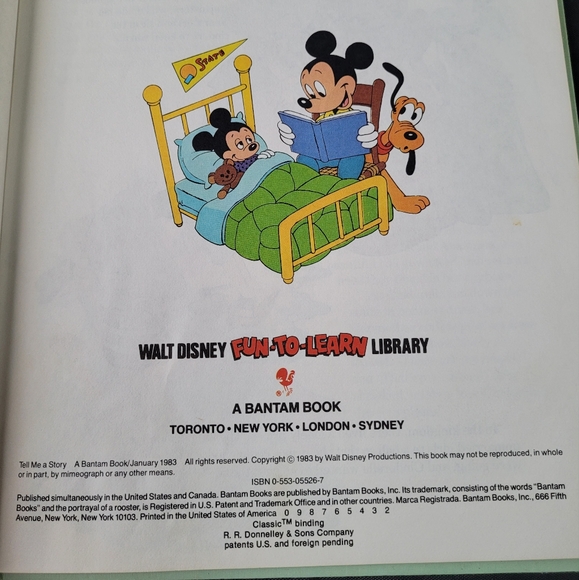 STATE
WALT DISNEY FUN-TO-LEARN LIBRARY
A BANTAM BOOK
TORONTO • NEW YORK • LONDON • SYDNEY
Tell Me a Story A Bantam Book/January 1983 All rights reserved. Copyright © 1983 by Walt Disney Productions. This book may not be reproduced, in whole
or in part, by mimeograph or any other means.
ISBN 0-553-05526-7
Published simultaneously in the United States and Canada. Bantam Books are published by Bantam Books, Inc. Its trademark, consisting of the words "Bantam
Books" and the portrayal of a rooster, is Registered in U.S. Patent and Trademark Office and in other countries. Marca Registrada. Bantam Books, Inc., 666 Fifth
Avenue, New York, New York 10103. Printed in the United States of America 0 9 8 7 6 5 4 3 2
Classic™ binding
R. R. Donnelley & Sons Company
patents U.S. and foreign pending